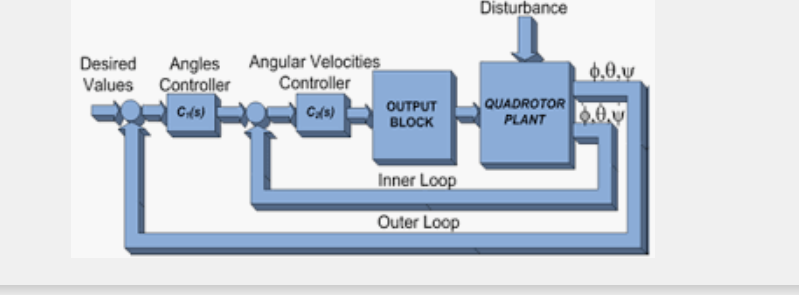 Disturbance
Desired
Values
Angles
Controller
Angular Velocities
Controller
C₁(s)
C₂(s)
OUTPUT
BLOCK
QUADROTOR
PLANT
ϕ,θ,ψ
ϕ̇,θ̇,ψ̇
Inner Loop
Outer Loop